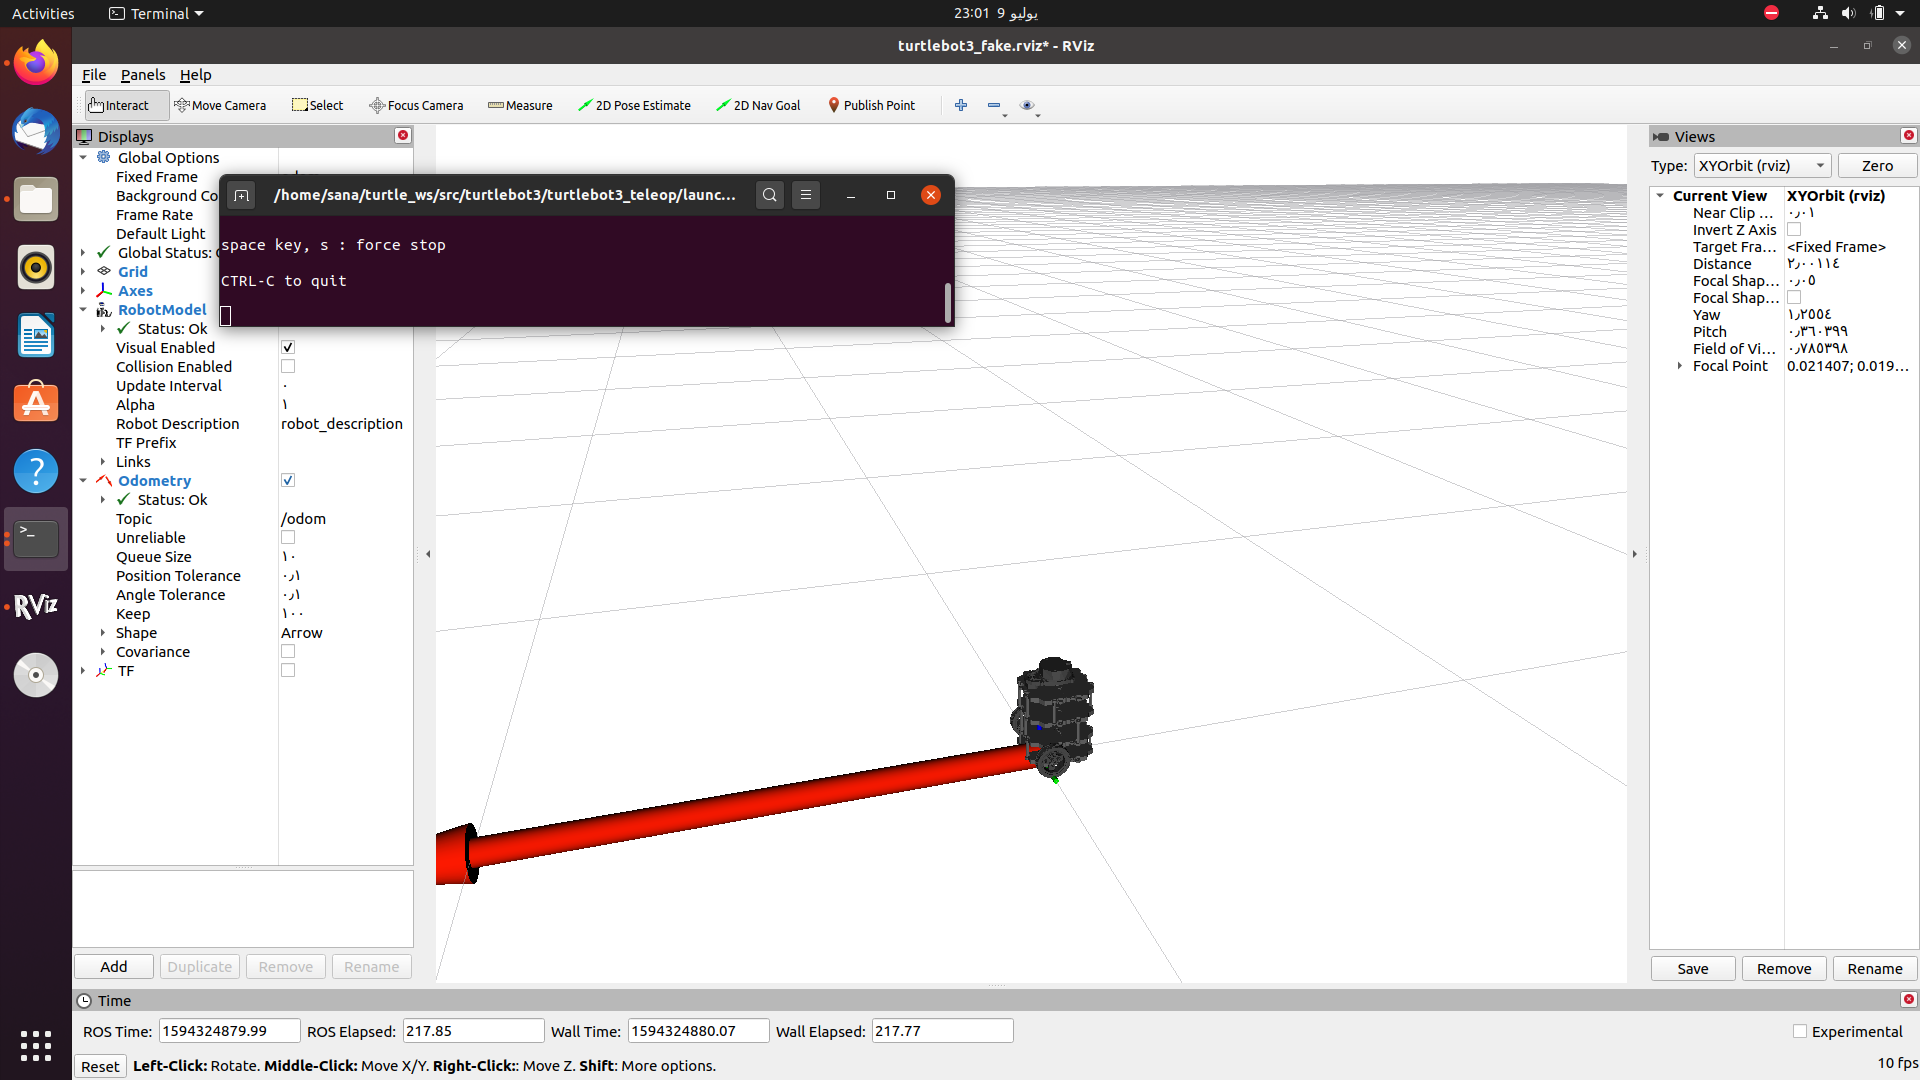 Activities
Terminal
23:01 9 يوليو
turtlebot3_fake.rviz* - RViz
File Panels Help
Interact Move Camera Select Focus Camera Measure 2D Pose Estimate 2D Nav Goal Publish Point
Displays
Global Options
Fixed Frame
Background Co
Frame Rate
Default Light
Global Status:
Grid
Axes
RobotModel
Status: Ok
Visual Enabled
Collision Enabled
Update Interval ٠
Alpha ١
Robot Description robot_description
TF Prefix
Links
Odometry
Status: Ok
Topic /odom
Unreliable
Queue Size ١٠
Position Tolerance ٠٫١
Angle Tolerance ٠٫١
Keep ١٠٠
Shape Arrow
Covariance
TF
Add Duplicate Remove Rename
/home/sana/turtle_ws/src/turtlebot3/turtlebot3_teleop/launc...
space key, s : force stop
CTRL-C to quit
Views
Type: XYOrbit (rviz) Zero
Current View XYOrbit (rviz)
Near Clip ... ٠٫٠١
Invert Z Axis
Target Fra... <Fixed Frame>
Distance ٢٫٠٠١١٤
Focal Shap... ٠٫٠٥
Focal Shap...
Yaw ١٫٢٥٥٤
Pitch ٠٫٣٦٠٣٩٩
Field of Vi... ٠٫٧٨٥٣٩٨
Focal Point 0.021407; 0.019...
Save Remove Rename
RViz
Time
ROS Time: 1594324879.99 ROS Elapsed: 217.85 Wall Time: 1594324880.07 Wall Elapsed: 217.77 Experimental
Reset Left-Click: Rotate. Middle-Click: Move X/Y. Right-Click:: Move Z. Shift: More options. 10 fps